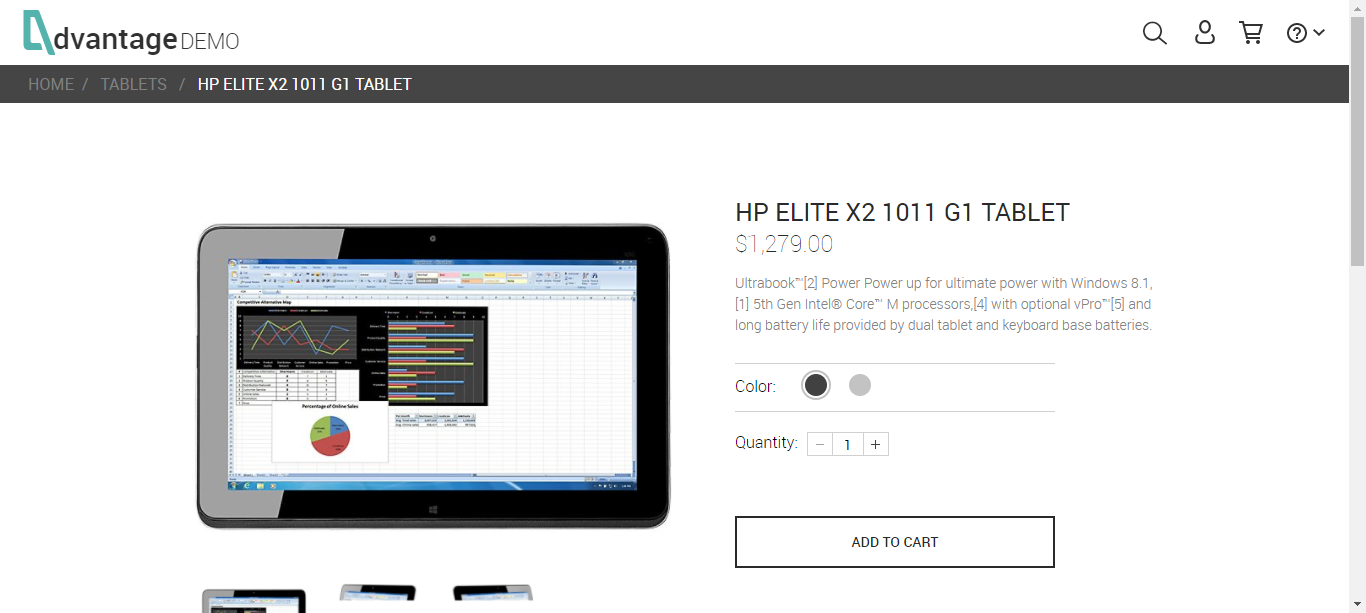 dvantage DEMO
HOME / TABLETS / HP ELITE X2 1011 G1 TABLET
HP ELITE X2 1011 G1 TABLET
$1,279.00
Ultrabook™[2] Power Power up for ultimate power with Windows 8.1,
[1] 5th Gen Intel® Core™ M processors,[4] with optional vPro™[5] and
long battery life provided by dual tablet and keyboard base batteries.
Color:
Quantity: − 1 +
ADD TO CART
Competitive Alternative Map
Percentage of Online Sales